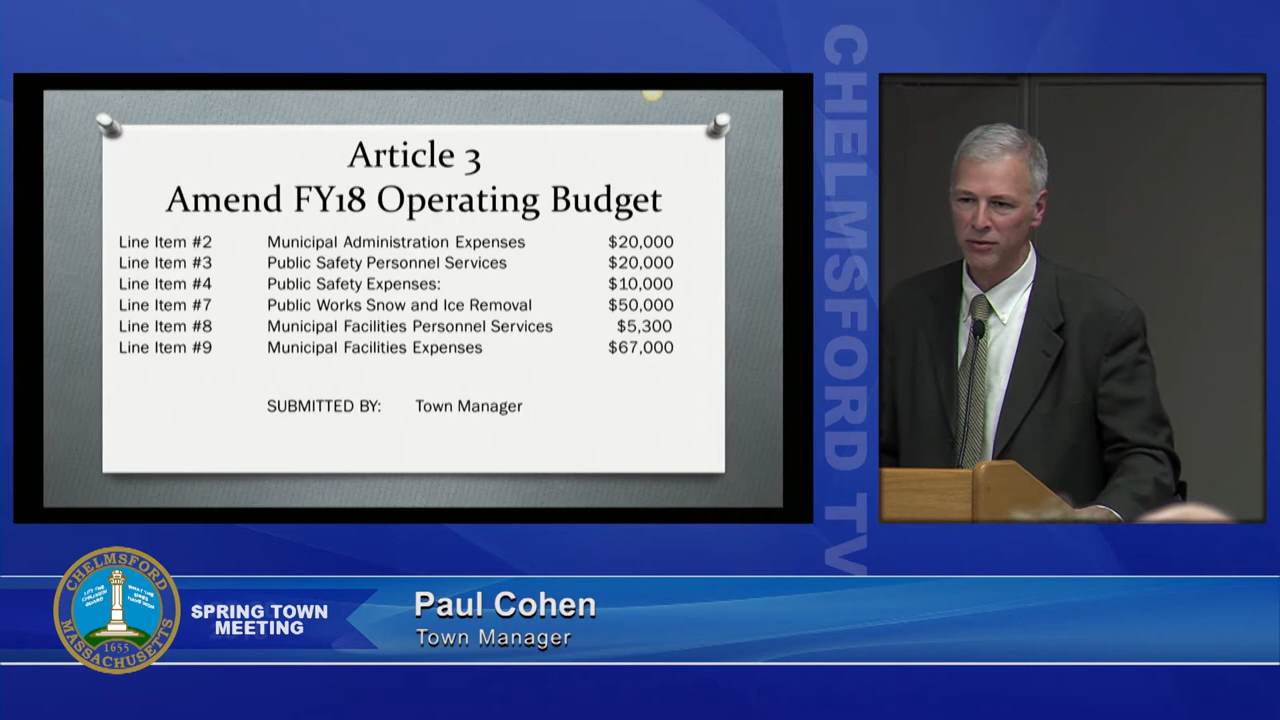 Article 3
Amend FY18 Operating Budget
Line Item #2 Municipal Administration Expenses $20,000
Line Item #3 Public Safety Personnel Services $20,000
Line Item #4 Public Safety Expenses: $10,000
Line Item #7 Public Works Snow and Ice Removal $50,000
Line Item #8 Municipal Facilities Personnel Services $5,300
Line Item #9 Municipal Facilities Expenses $67,000
SUBMITTED BY: Town Manager
CHELMSFORD TV
CHELMSFORD
MASSACHUSETTS
1655
SPRING TOWN
MEETING
Paul Cohen
Town Manager